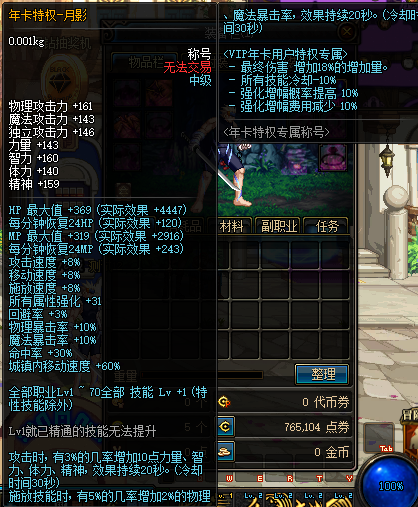 年卡特权-月影
0.001kg
称号
无法交易
中级
物理攻击力 +161
魔法攻击力 +143
独立攻击力 +146
力量 +143
智力 +160
体力 +140
精神 +159
HP 最大值 +369 (实际效果 +4447)
每分钟恢复24HP (实际效果 +120)
MP 最大值 +319 (实际效果 +2916)
每分钟恢复24MP (实际效果 +243)
攻击速度 +8%
移动速度 +8%
施放速度 +8%
所有属性强化 +31
回避率 +3%
物理暴击率 +10%
魔法暴击率 +10%
命中率 +30%
城镇内移动速度 +60%
全部职业Lv1 ~ 70全部 技能 Lv +1 (特
性技能除外)
Lv1就已精通的技能无法提升
攻击时，有3%的几率增加10点力量、智
力、体力、精神，效果持续20秒。(冷却
时间30秒)
施放技能时，有5%的几率增加2%的物理
、魔法暴击率，效果持续20秒。(冷却时
间30秒)
<VIP年卡用户特权专属>
- 最终伤害 增加18%的增加量。
- 所有技能冷却-10%
- 强化增幅概率提高 10%
- 强化增幅费用减少 10%
<年卡特权专属称号>
材料
副职业
任务
整理
0 代币券
765,104 点券
0 金币
W E R T Y
Lv.1 Lv.2 Lv.2 Lv.2
Tab
100%